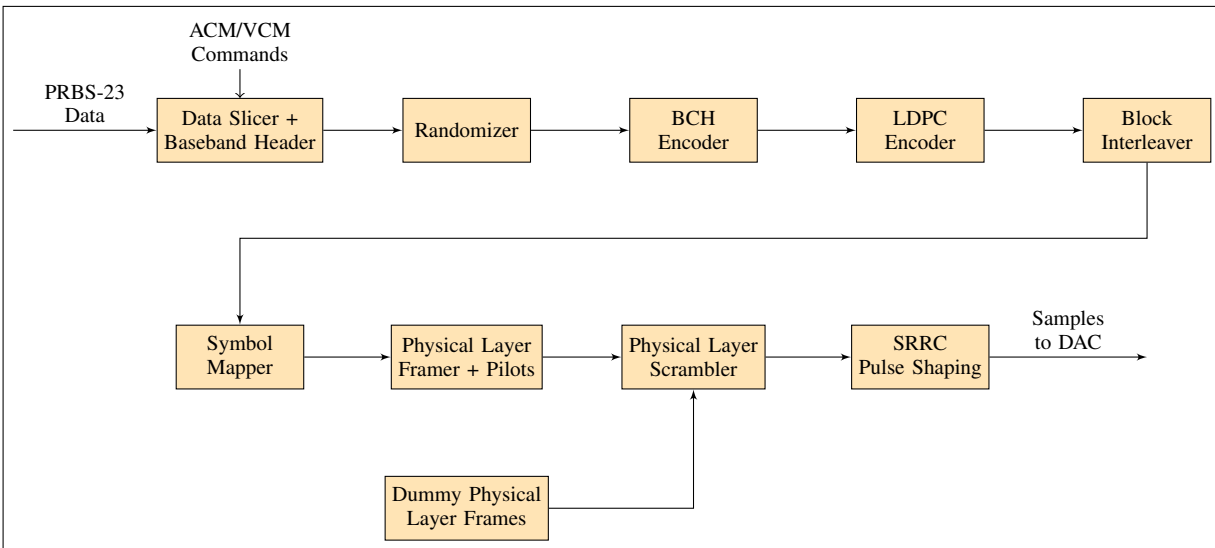 ACM/VCM
Commands
PRBS-23
Data
Data Slicer +
Baseband Header
Randomizer
BCH
Encoder
LDPC
Encoder
Block
Interleaver
Symbol
Mapper
Physical Layer
Framer + Pilots
Physical Layer
Scrambler
SRRC
Pulse Shaping
Samples
to DAC
Dummy Physical
Layer Frames